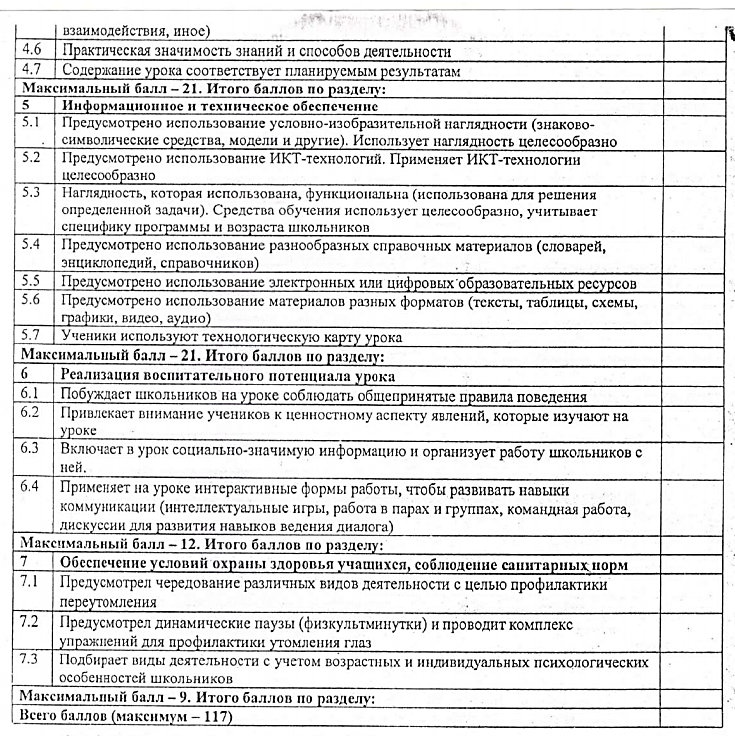 взаимодействия, иное)
4.6 Практическая значимость знаний и способов деятельности
4.7 Содержание урока соответствует планируемым результатам
Максимальный балл – 21. Итого баллов по разделу:
5 Информационное и техническое обеспечение
5.1 Предусмотрено использование условно-изобразительной наглядности (знаково-
символические средства, модели и другие). Использует наглядность целесообразно
5.2 Предусмотрено использование ИКТ-технологий. Применяет ИКТ-технологии
целесообразно
5.3 Наглядность, которая использована, функциональна (использована для решения
определенной задачи). Средства обучения использует целесообразно, учитывает
специфику программы и возраста школьников
5.4 Предусмотрено использование разнообразных справочных материалов (словарей,
энциклопедий, справочников)
5.5 Предусмотрено использование электронных или цифровых образовательных ресурсов
5.6 Предусмотрено использование материалов разных форматов (тексты, таблицы, схемы,
графики, видео, аудио)
5.7 Ученики используют технологическую карту урока
Максимальный балл – 21. Итого баллов по разделу:
6 Реализация воспитательного потенциала урока
6.1 Побуждает школьников на уроке соблюдать общепринятые правила поведения
6.2 Привлекает внимание учеников к ценностному аспекту явлений, которые изучают на
уроке
6.3 Включает в урок социально-значимую информацию и организует работу школьников с
ней.
6.4 Применяет на уроке интерактивные формы работы, чтобы развивать навыки
коммуникации (интеллектуальные игры, работа в парах и группах, командная работа,
дискуссии для развития навыков ведения диалога)
Максимальный балл – 12. Итого баллов по разделу:
7 Обеспечение условий охраны здоровья учащихся, соблюдение санитарных норм
7.1 Предусмотрел чередование различных видов деятельности с целью профилактики
переутомления
7.2 Предусмотрел динамические паузы (физкультминутки) и проводит комплекс
упражнений для профилактики утомления глаз
7.3 Подбирает виды деятельности с учетом возрастных и индивидуальных психологических
особенностей школьников
Максимальный балл – 9. Итого баллов по разделу:
Всего баллов (максимум – 117)